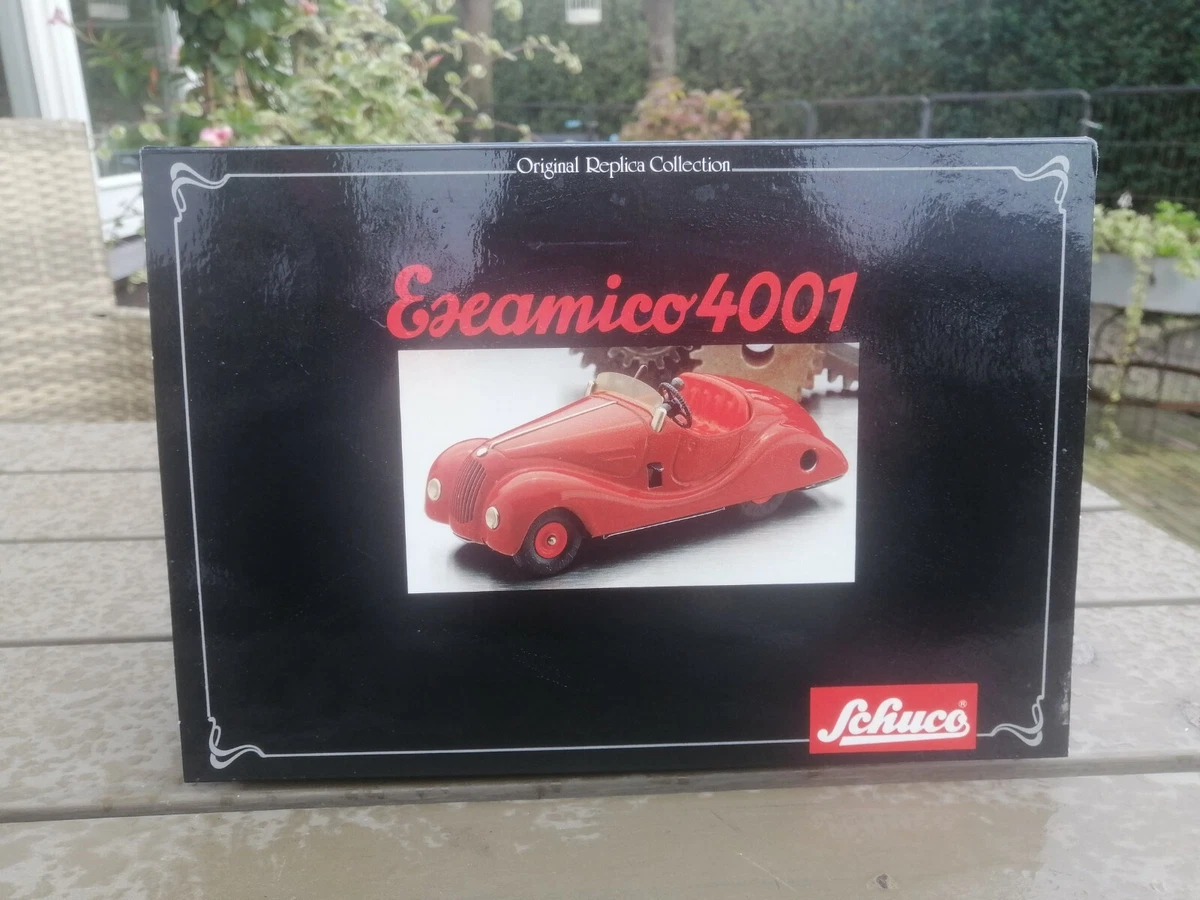 Original Replica Collection
Examico 4001
Schuco®